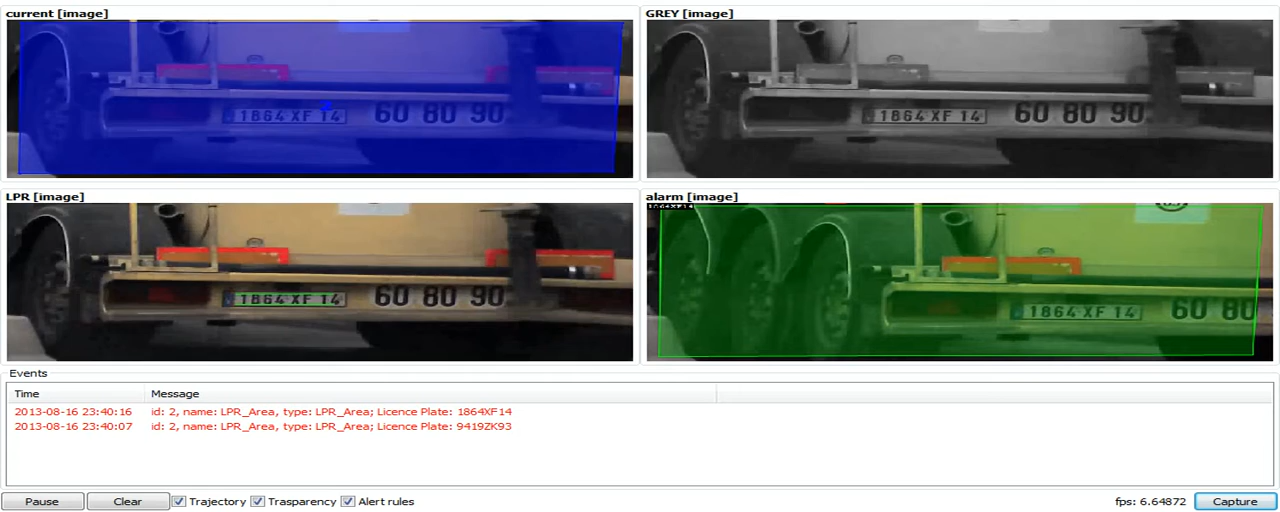 current [image]
1864 XF 14 60 80 90
GREY [image]
1864 XF 14 60 80 90
LPR [image]
1864 XF 14 60 80 90
alarm [image]
1864XF14
1864 XF 14 60 80
Events
Time Message
2013-08-16 23:40:16 id: 2, name: LPR_Area, type: LPR_Area; Licence Plate: 1864XF14
2013-08-16 23:40:07 id: 2, name: LPR_Area, type: LPR_Area; Licence Plate: 9419ZK93
Pause Clear Trajectory Trasparency Alert rules fps: 6.64872 Capture